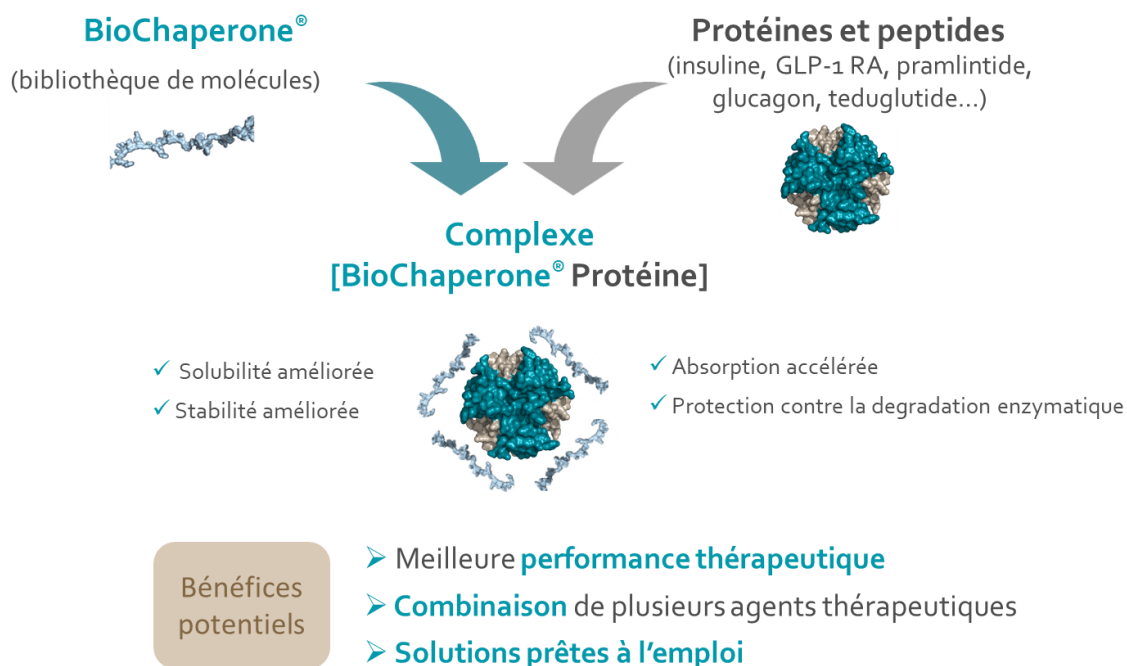 BioChaperone®
(bibliothèque de molécules)
Protéines et peptides
(insuline, GLP-1 RA, pramlintide,
glucagon, teduglutide...)
Complexe
[BioChaperone® Protéine]
✓ Solubilité améliorée
✓ Stabilité améliorée
✓ Absorption accélérée
✓ Protection contre la degradation enzymatique
Bénéfices
potentiels
➢ Meilleure performance thérapeutique
➢ Combinaison de plusieurs agents thérapeutiques
➢ Solutions prêtes à l'emploi